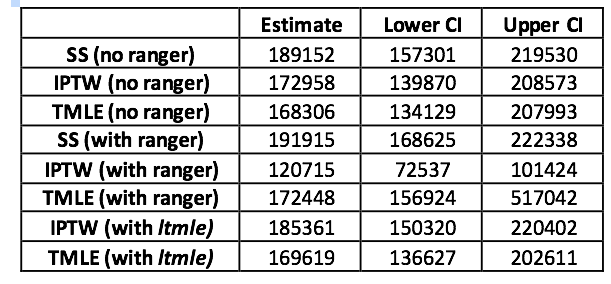 Estimate Lower CI Upper CI
SS (no ranger) 189152 157301 219530
IPTW (no ranger) 172958 139870 208573
TMLE (no ranger) 168306 134129 207993
SS (with ranger) 191915 168625 222338
IPTW (with ranger) 120715 72537 101424
TMLE (with ranger) 172448 156924 517042
IPTW (with ltmle) 185361 150320 220402
TMLE (with ltmle) 169619 136627 202611